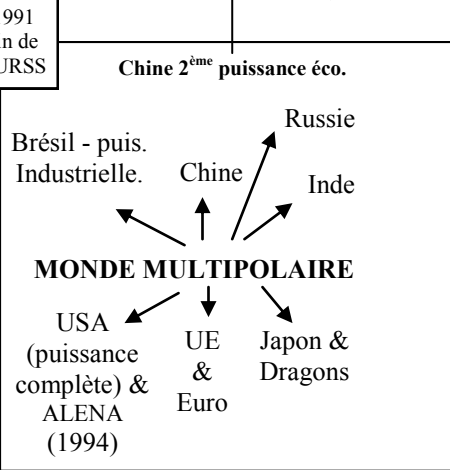 991
in de
URSS
Chine 2ème puissance éco.
Russie
Brésil - puis.
Industrielle.
Chine
Inde
MONDE MULTIPOLAIRE
USA
(puissance
complète) &
ALENA
(1994)
UE
&
Euro
Japon &
Dragons